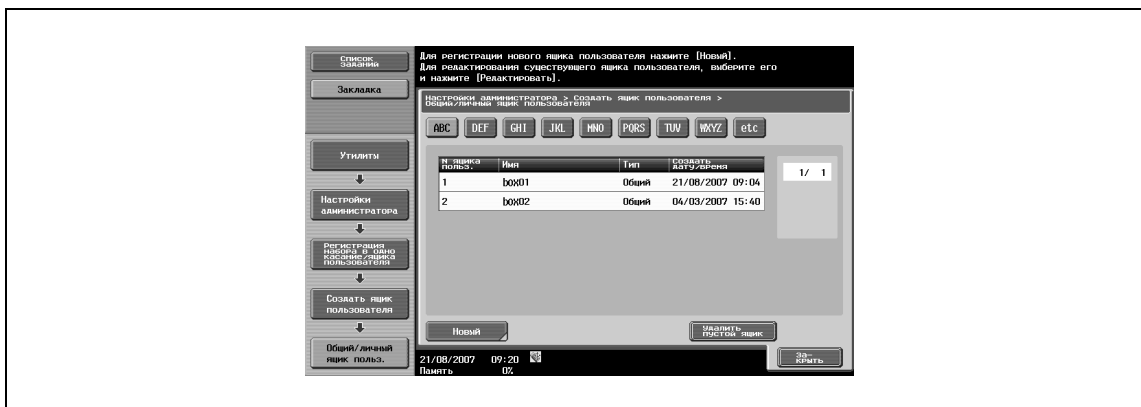 Список
заданий
Закладка
Для регистрации нового ящика пользователя нажмите [Новый].
Для редактирования существующего ящика пользователя, выберите его
и нажмите [Редактировать].
Настройки администратора > Создать ящик пользователя >
Общий/личный ящик пользователя
ABC DEF GHI JKL MNO PQRS TUV WXYZ etc
Утилиты
Настройки
администратора
Регистрация
набора в одно
касание/ящика
пользователя
Создать ящик
пользователя
Общий/личный
ящик польз.
N ящика
польз. Имя Тип Создать
дату/время
1 box01 Общий 21/08/2007 09:04
2 box02 Общий 04/03/2007 15:40
1/ 1
Новый
Удалить
пустой ящик
21/08/2007 09:20
Память 0%
За-
крыть